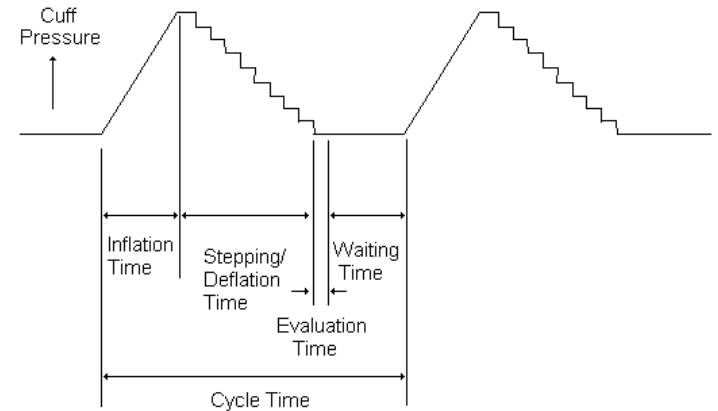 Cuff
Pressure
Inflation
Time
Stepping/
Deflation
Time
Waiting
Time
Evaluation
Time
Cycle Time